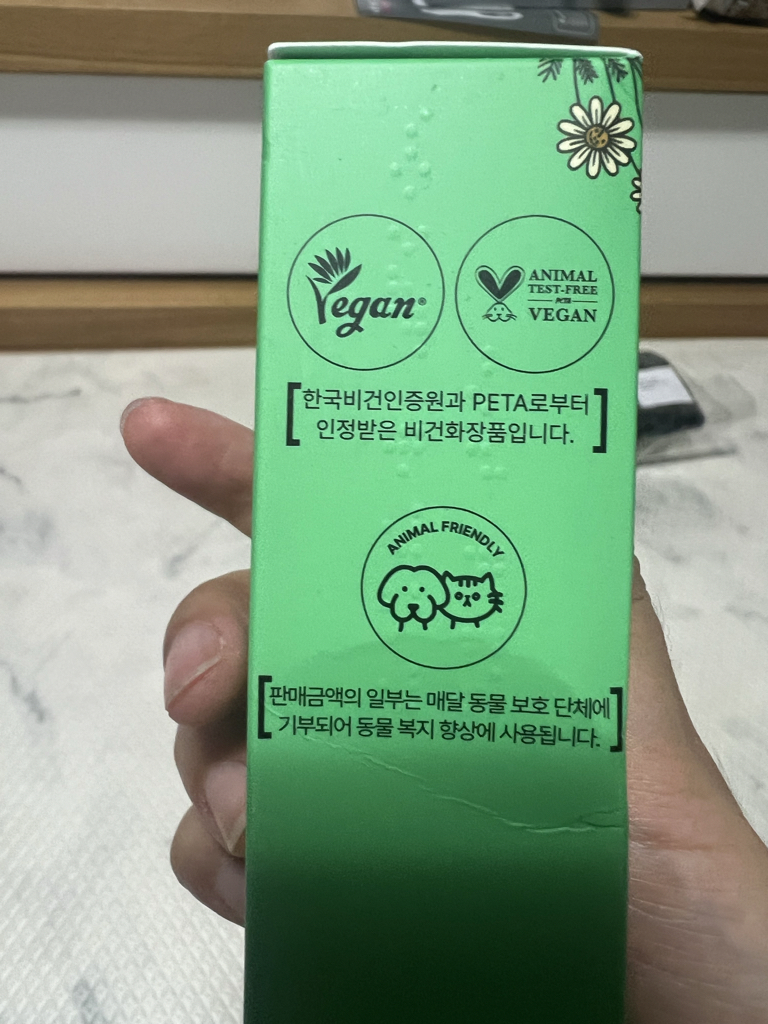 Vegan®
ANIMAL
TEST-FREE
PETA
VEGAN
한국비건인증원과 PETA로부터
인정받은 비건화장품입니다.
ANIMAL FRIENDLY
판매금액의 일부는 매달 동물 보호 단체에
기부되어 동물 복지 향상에 사용됩니다.